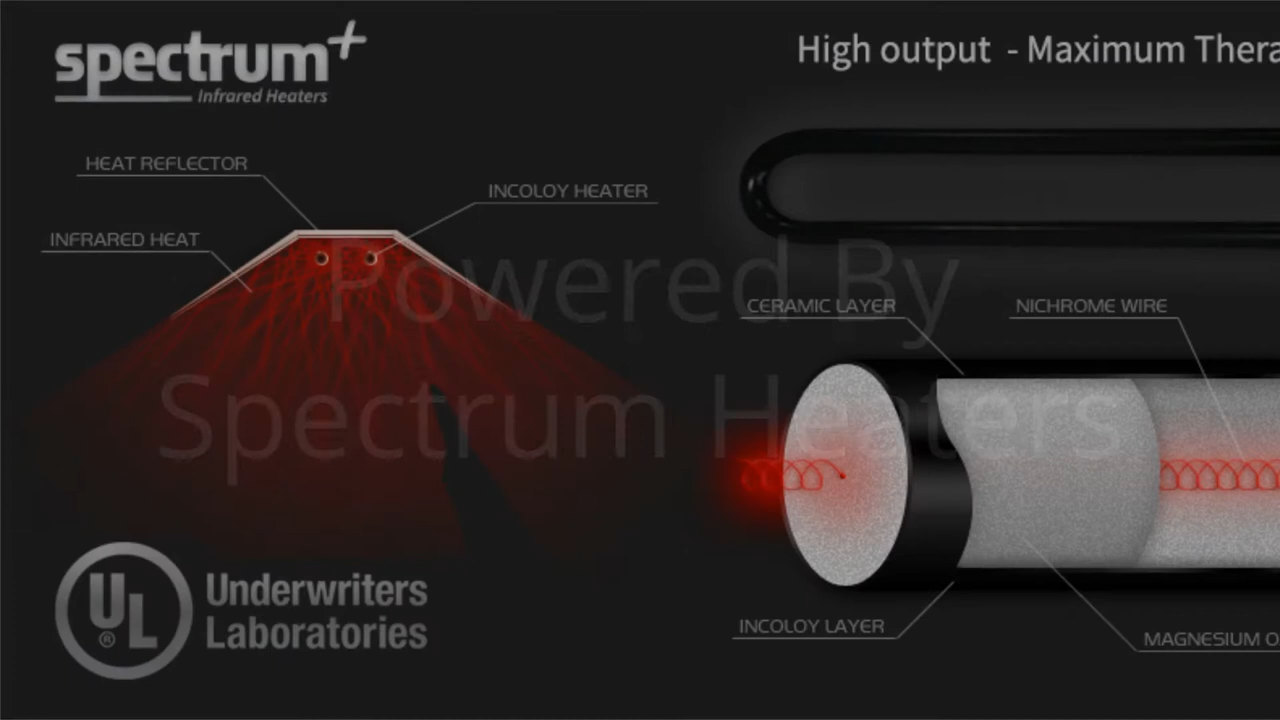 spectrum+
Infrared Heaters
High output - Maximum Thera
HEAT REFLECTOR
INCOLOY HEATER
INFRARED HEAT
Powered By
Spectrum Heaters
CERAMIC LAYER
NICHROME WIRE
UL
®
Underwriters
Laboratories
INCOLOY LAYER
MAGNESIUM O